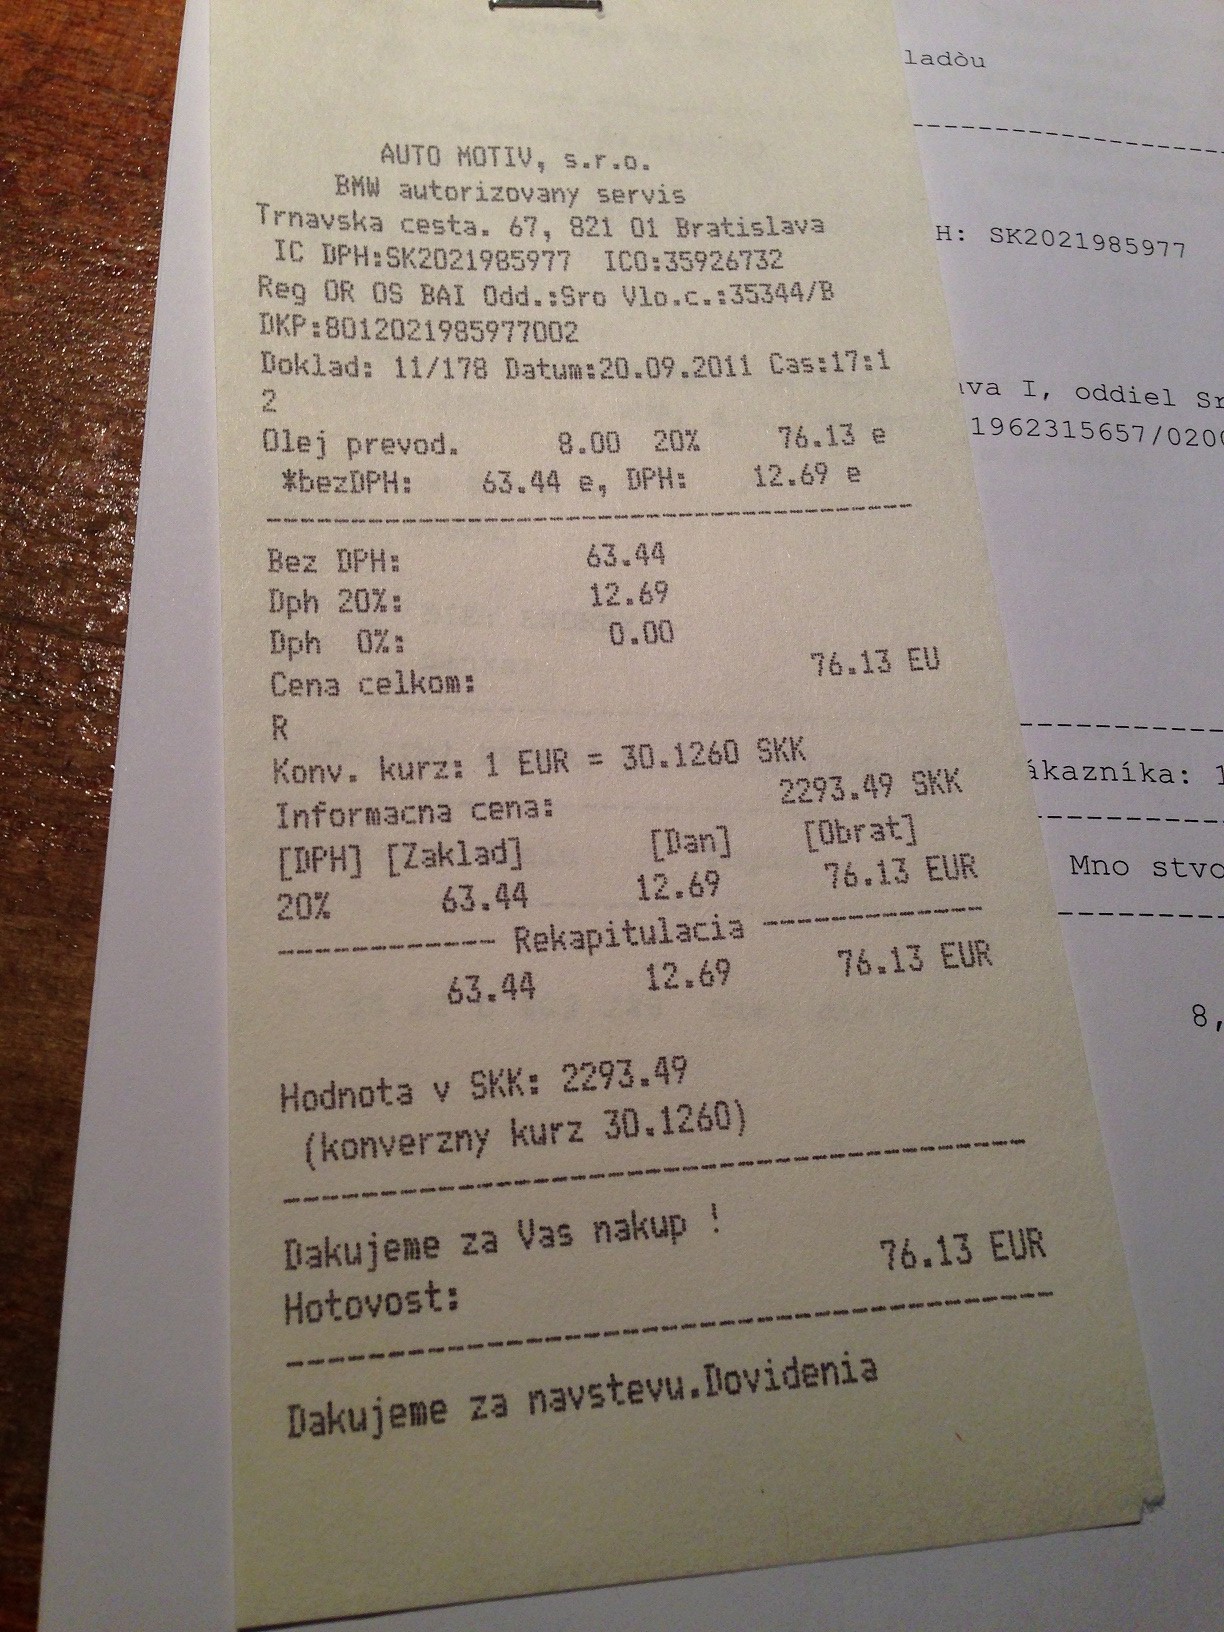 AUTO MOTIV, s.r.o.
BMW autorizovany servis
Trnavska cesta. 67, 821 01 Bratislava
IC DPH:SK2021985977 ICO:35926732
Reg OR OS BAI Odd.:Sro Vlo.c.:35344/B
DKP:8012021985977002
Doklad: 11/178 Datum:20.09.2011 Cas:17:1
2
Olej prevod. 8.00 20% 76.13 e
*bezDPH: 63.44 e, DPH: 12.69 e
Bez DPH: 63.44
Dph 20%: 12.69
Dph 0%: 0.00
Cena celkom: 76.13 EU
R
Konv. kurz: 1 EUR = 30.1260 SKK
Informacna cena: 2293.49 SKK
[DPH] [Zaklad] [Dan] [Obrat]
20% 63.44 12.69 76.13 EUR
----------- Rekapitulacia -----------
63.44 12.69 76.13 EUR
Hodnota v SKK: 2293.49
(konverzny kurz 30.1260)
Dakujeme za Vas nakup !
Hotovost: 76.13 EUR
Dakujeme za navstevu.Dovidenia
ladòu
H: SK2021985977
ava I, oddiel Sr
1962315657/0200
ákazníka: 1
Mno stvo
8,